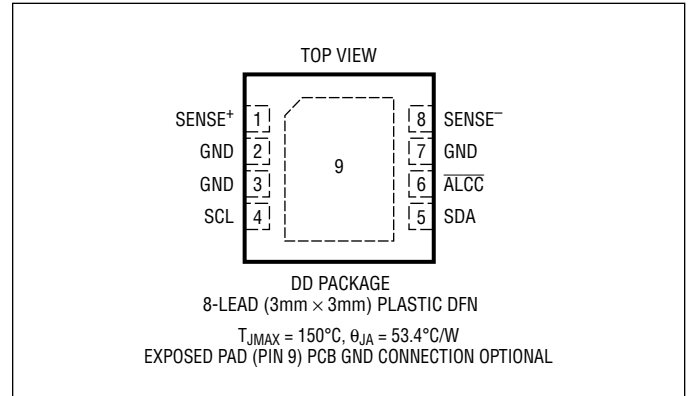 TOP VIEW
SENSE⁺ 1 8 SENSE⁻
GND 2 7 GND
9
GND 3 6 A̅L̅C̅C̅
SCL 4 5 SDA
DD PACKAGE
8-LEAD (3mm × 3mm) PLASTIC DFN
TJMAX = 150°C, θJA = 53.4°C/W
EXPOSED PAD (PIN 9) PCB GND CONNECTION OPTIONAL